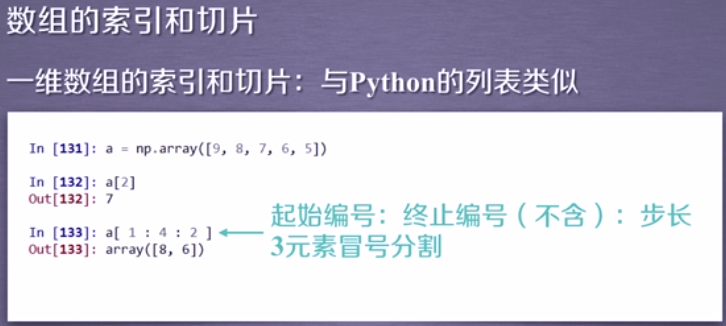 数组的索引和切片
一维数组的索引和切片：与Python的列表类似
In [131]: a = np.array([9, 8, 7, 6, 5])
In [132]: a[2]
Out[132]: 7
In [133]: a[ 1 : 4 : 2 ]
Out[133]: array([8, 6])
起始编号：终止编号（不含）：步长
3元素冒号分割